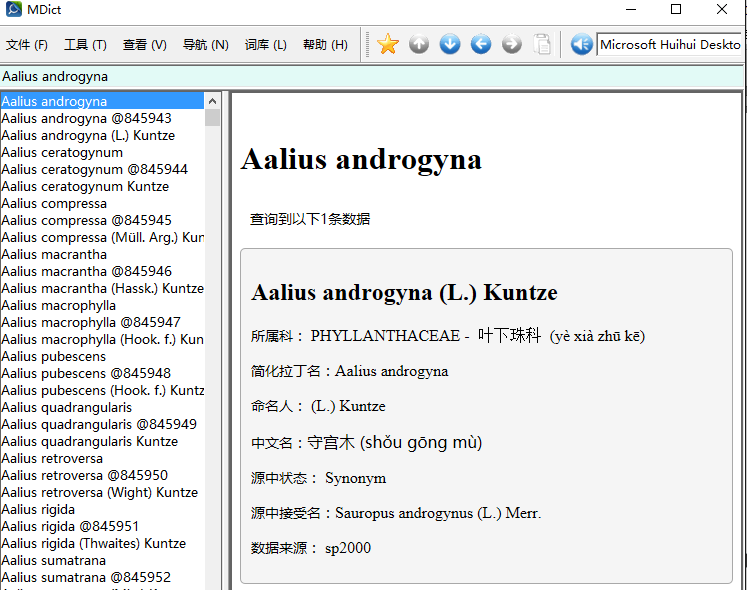 MDict
文件 (F) 工具 (T) 查看 (V) 导航 (N) 词库 (L) 帮助 (H) Microsoft Huihui Deskto
Aalius androgyna
Aalius androgyna
Aalius androgyna @845943
Aalius androgyna (L.) Kuntze
Aalius ceratogynum
Aalius ceratogynum @845944
Aalius ceratogynum Kuntze
Aalius compressa
Aalius compressa @845945
Aalius compressa (Müll. Arg.) Kun
Aalius macrantha
Aalius macrantha @845946
Aalius macrantha (Hassk.) Kuntze
Aalius macrophylla
Aalius macrophylla @845947
Aalius macrophylla (Hook. f.) Kun
Aalius pubescens
Aalius pubescens @845948
Aalius pubescens (Hook. f.) Kuntz
Aalius quadrangularis
Aalius quadrangularis @845949
Aalius quadrangularis Kuntze
Aalius retroversa
Aalius retroversa @845950
Aalius retroversa (Wight) Kuntze
Aalius rigida
Aalius rigida @845951
Aalius rigida (Thwaites) Kuntze
Aalius sumatrana
Aalius sumatrana @845952
Aalius androgyna
查询到以下1条数据
Aalius androgyna (L.) Kuntze
所属科： PHYLLANTHACEAE - 叶下珠科 (yè xià zhū kē)
简化拉丁名：Aalius androgyna
命名人： (L.) Kuntze
中文名：守宫木 (shǒu gōng mù)
源中状态： Synonym
源中接受名：Sauropus androgynus (L.) Merr.
数据来源： sp2000